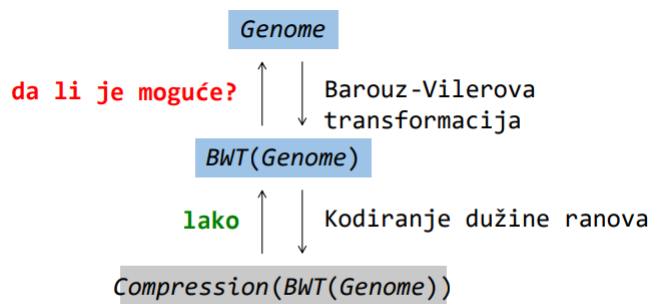 Genome
da li je moguće?
Barouz-Vilerova
transformacija
BWT(Genome)
lako
Kodiranje dužine ranova
Compression(BWT(Genome))